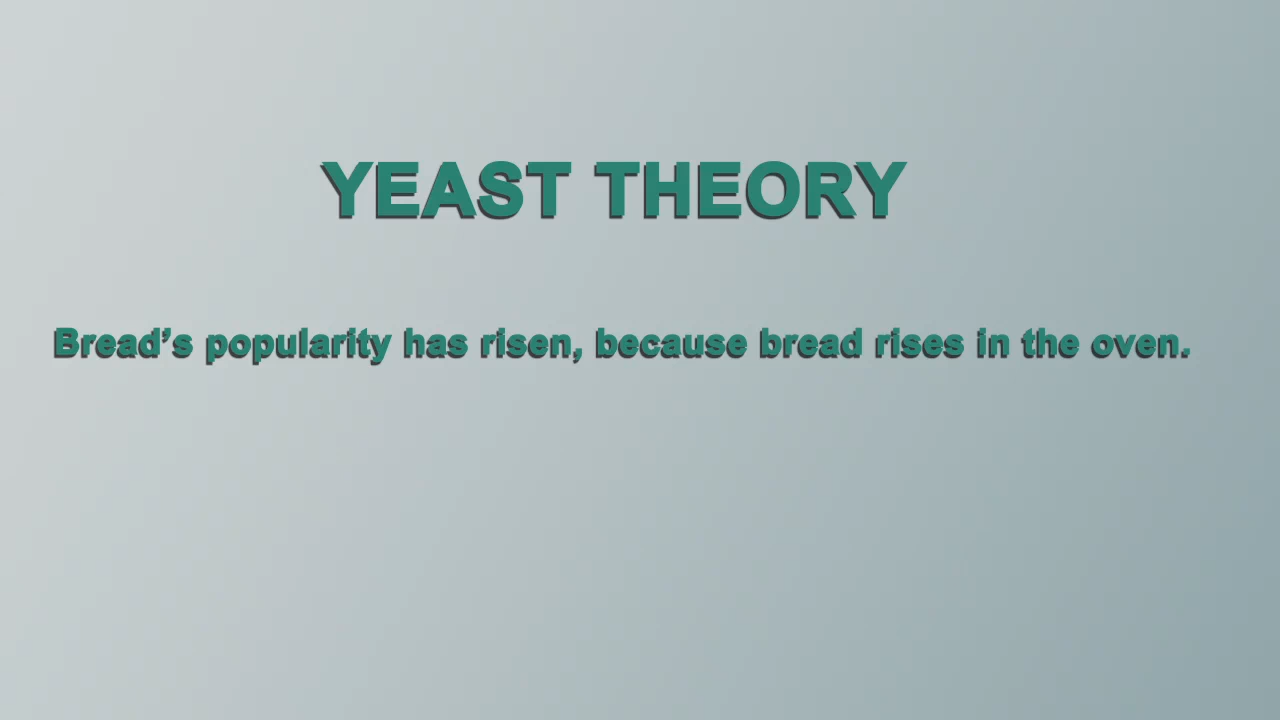 YEAST THEORY
Bread’s popularity has risen, because bread rises in the oven.